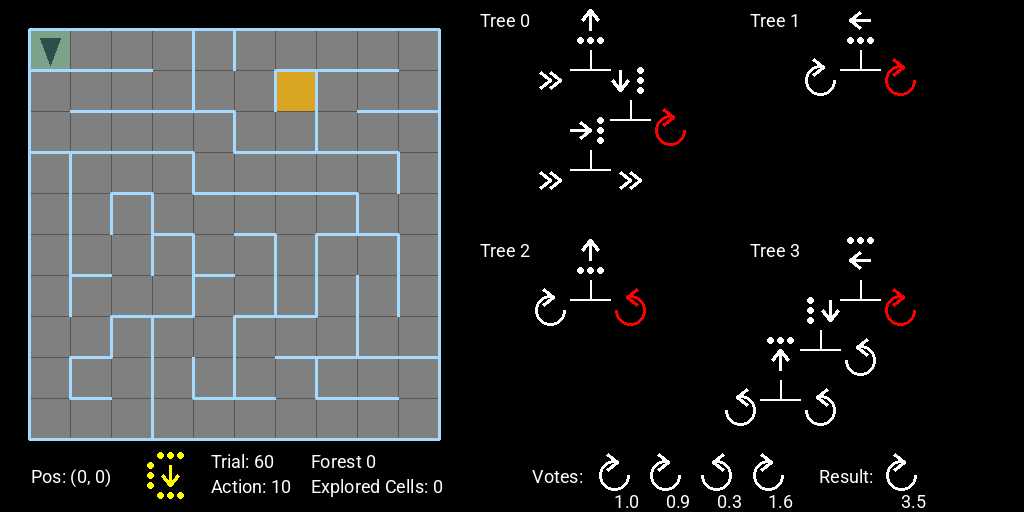 Tree 0
Tree 1
Tree 2
Tree 3
Pos: (0, 0)
Trial: 60
Forest 0
Action: 10
Explored Cells: 0
Votes:
1.0
0.9
0.3
1.6
Result:
3.5